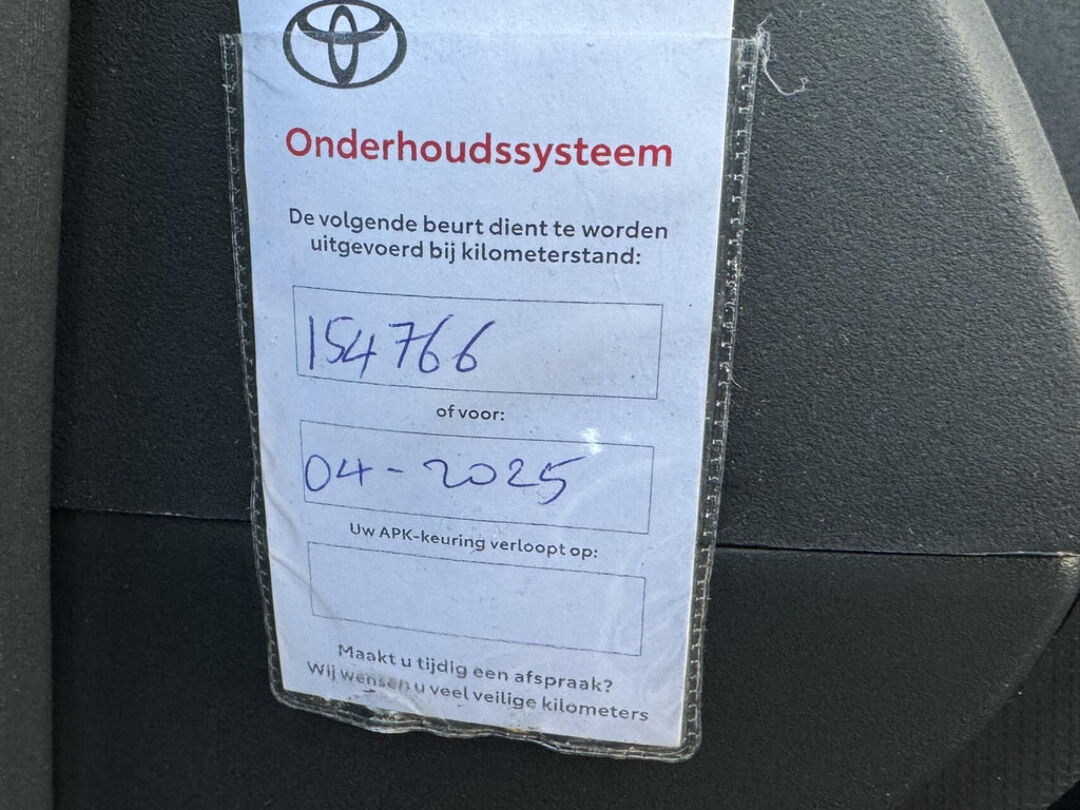 Onderhoudssysteem
De volgende beurt dient te worden
uitgevoerd bij kilometerstand:
154766
of voor:
04-2025
Uw APK-keuring verloopt op:
Maakt u tijdig een afspraak?
Wij wensen u veel veilige kilometers